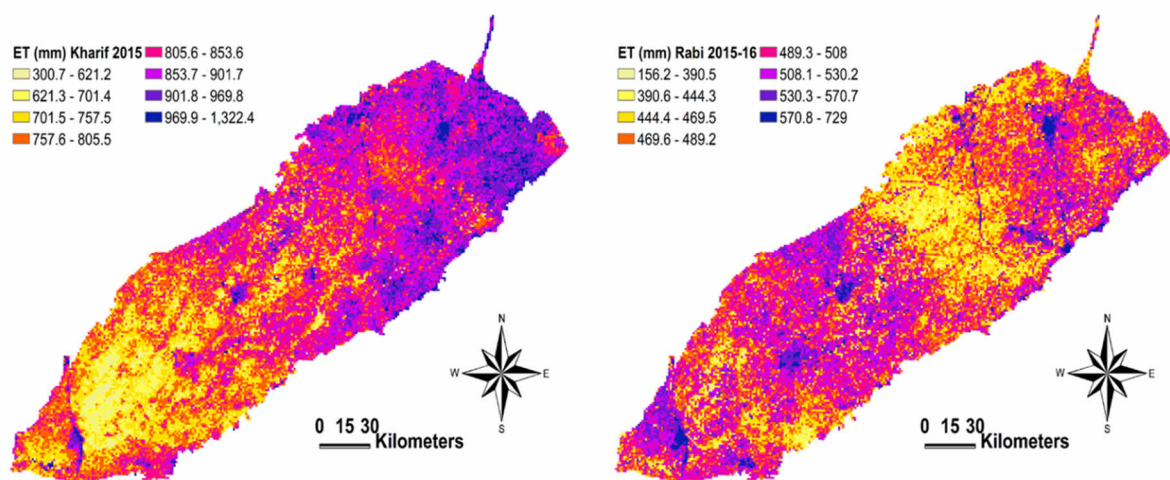 ET (mm) Kharif 2015
805.6 - 853.6
300.7 - 621.2
853.7 - 901.7
621.3 - 701.4
901.8 - 969.8
701.5 - 757.5
969.9 - 1,322.4
757.6 - 805.5
N
W E
S
0 15 30
Kilometers
ET (mm) Rabi 2015-16
489.3 - 508
156.2 - 390.5
508.1 - 530.2
390.6 - 444.3
530.3 - 570.7
444.4 - 469.5
570.8 - 729
469.6 - 489.2
N
W E
S
0 15 30
Kilometers